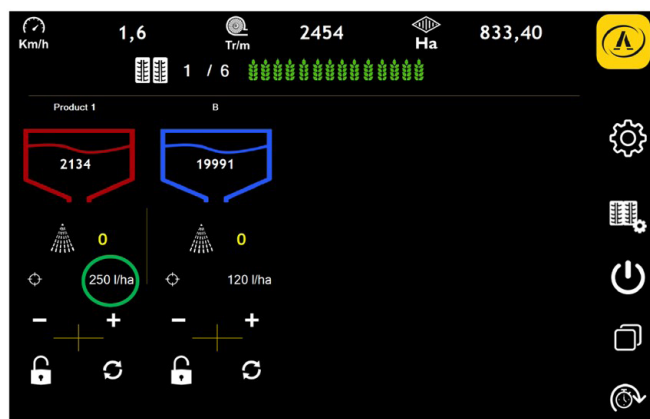 Km/h 1,6 Tr/m 2454 Ha 833,40
1 / 6
Product 1 B
2134 19991
0 0
250 l/ha 120 l/ha